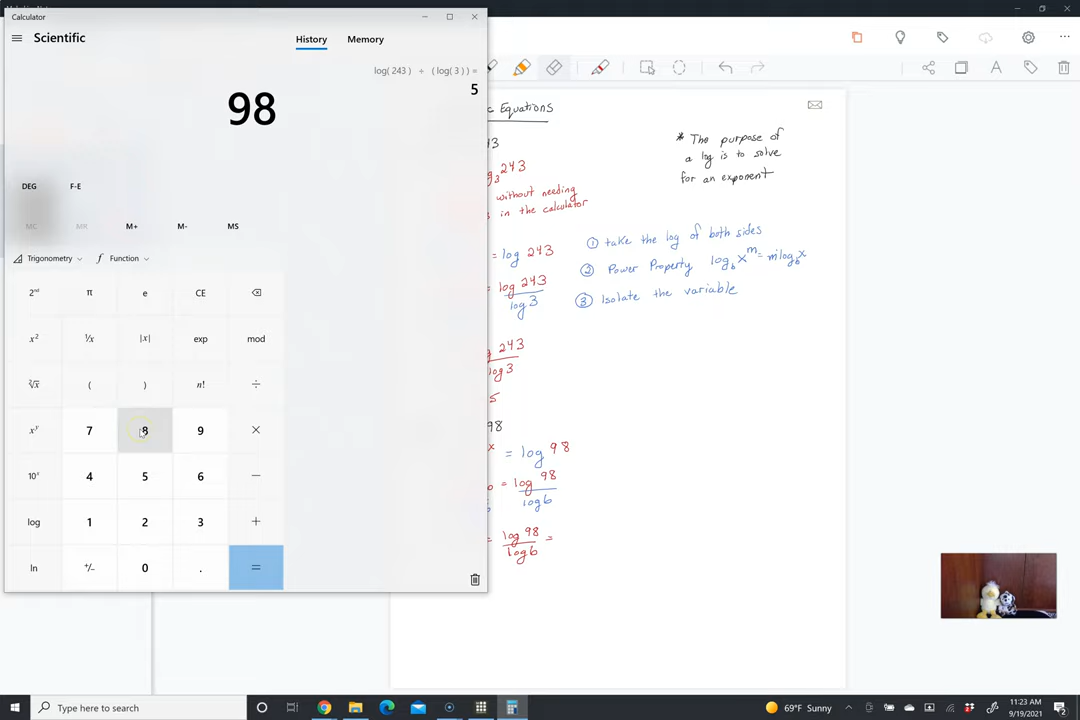 Calculator
Scientific
History
Memory
log( 243 ) ÷ ( log( 3 ) ) =
5
98
DEG
F-E
MC
MR
M+
M-
MS
Trigonometry
Function
2nd
π
e
CE
x²
¹/x
|x|
exp
mod
²√x
(
)
n!
÷
xʸ
7
8
9
×
10ˣ
4
5
6
−
log
1
2
3
+
ln
+/−
0
.
=
c Equations
43
g₃ 243
without needing
in the calculator
= log 243
= log 243
log 3
g 243
log 3
5
98
x = log 98
= log 98
log 6
= log 98 =
log 6
* The purpose of
a log is to solve
for an exponent
① take the log of both sides
② Power Property log_b x^m = m log_b x
③ Isolate the variable
Type here to search
69°F Sunny
11:23 AM
9/19/2021
2